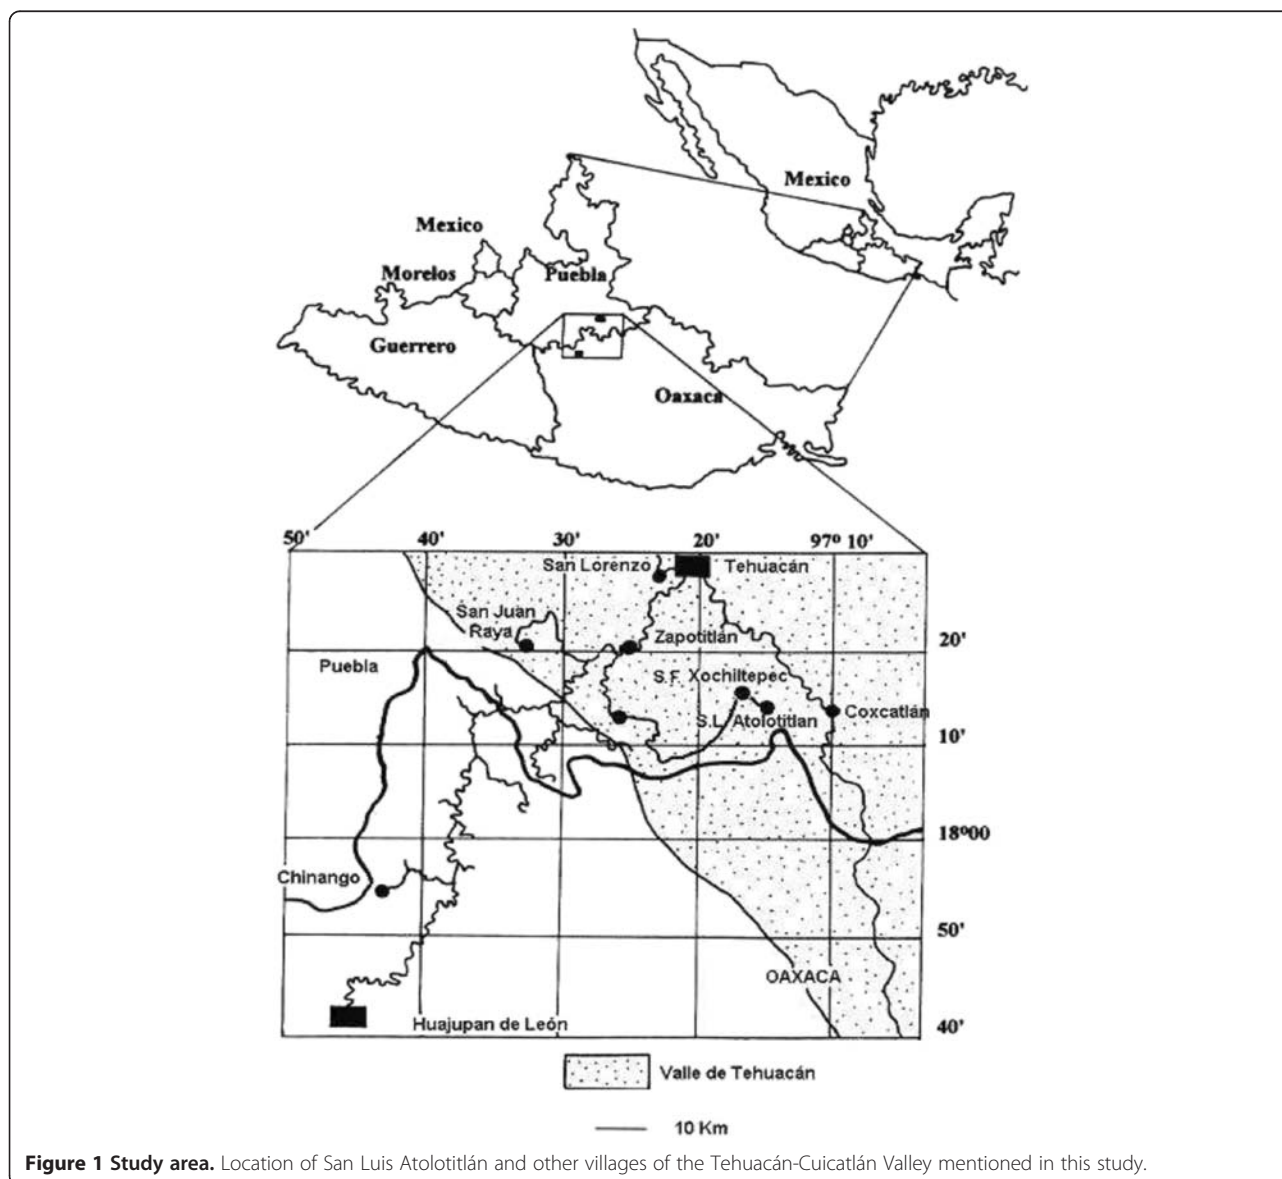 Mexico
Mexico
Morelos
Puebla
Guerrero
Oaxaca
50' 40' 30' 20' 97º 10'
San Lorenzo
Tehuacán
San Juan
Raya
Zapotitlán
20'
Puebla
S.F. Xochiltepec
S.L. Atolotitlan
Coxcatlán
10'
18º00
Chinango
50'
OAXACA
Huajupan de León
40'
Valle de Tehuacán
10 Km
Figure 1 Study area. Location of San Luis Atolotitlán and other villages of the Tehuacán-Cuicatlán Valley mentioned in this study.